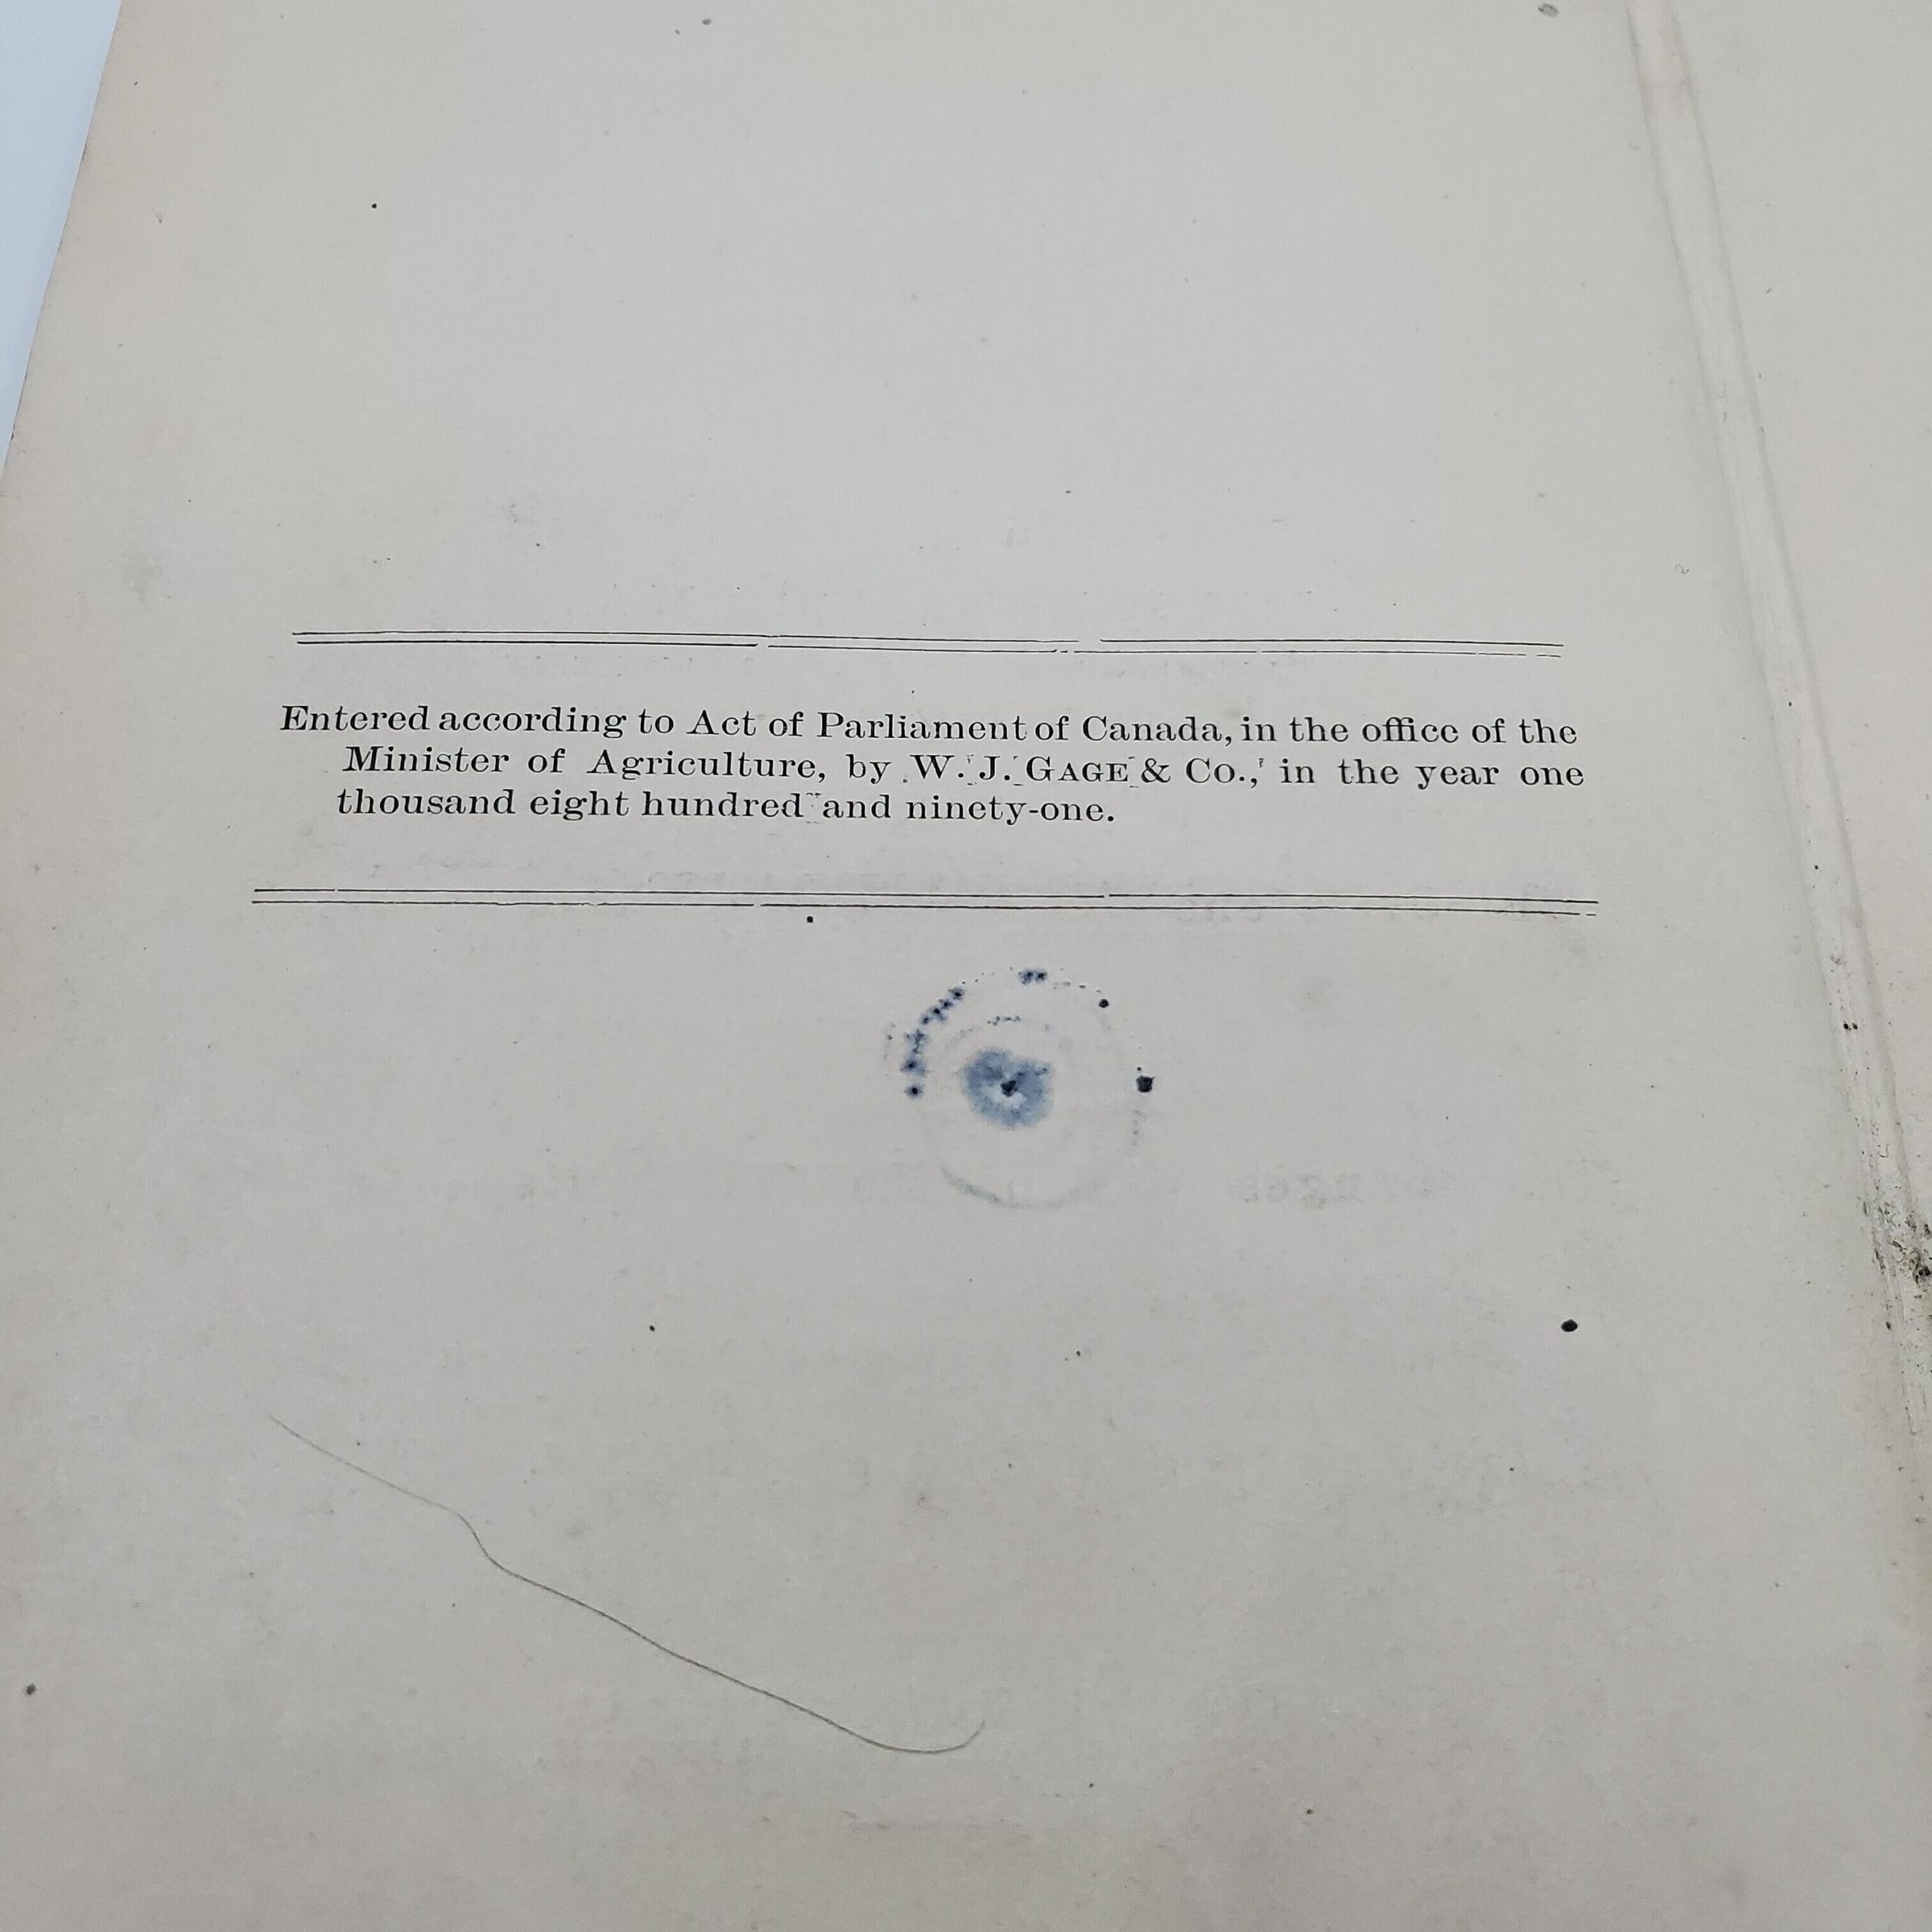 Entered according to Act of Parliament of Canada, in the office of the
Minister of Agriculture, by W. J. GAGE & Co., in the year one
thousand eight hundred and ninety-one.